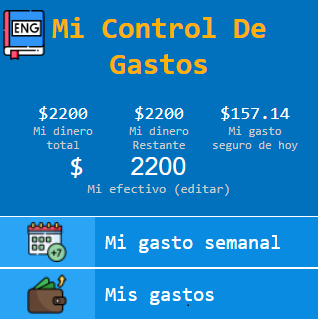 ENG
Mi Control De
Gastos
$2200 $2200 $157.14
Mi dinero Mi dinero Mi gasto
total Restante seguro de hoy
$ 2200
Mi efectivo (editar)
+7
Mi gasto semanal
Mis gastos